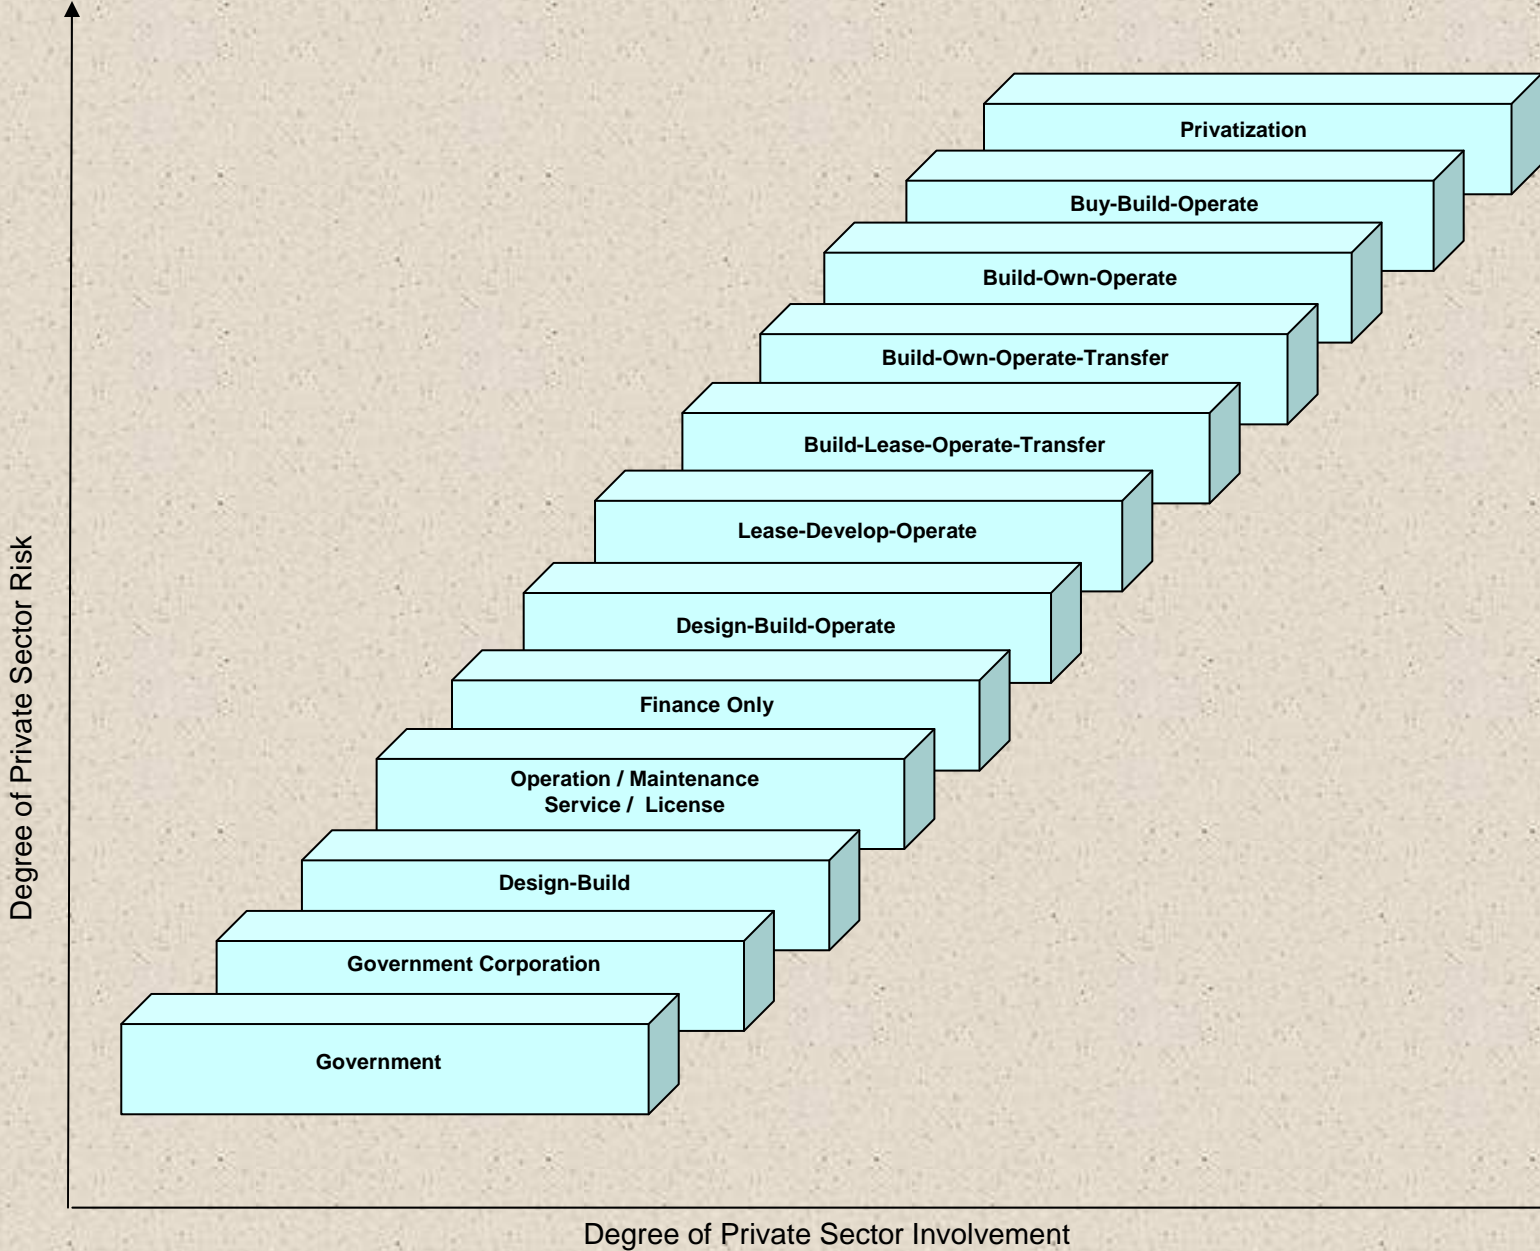 Privatization
Buy-Build-Operate
Build-Own-Operate
Build-Own-Operate-Transfer
Build-Lease-Operate-Transfer
Lease-Develop-Operate
Design-Build-Operate
Finance Only
Operation / Maintenance
Service /  License
Design-Build
Government Corporation
Government
Degree of Private Sector Risk
Degree of Private Sector Involvement